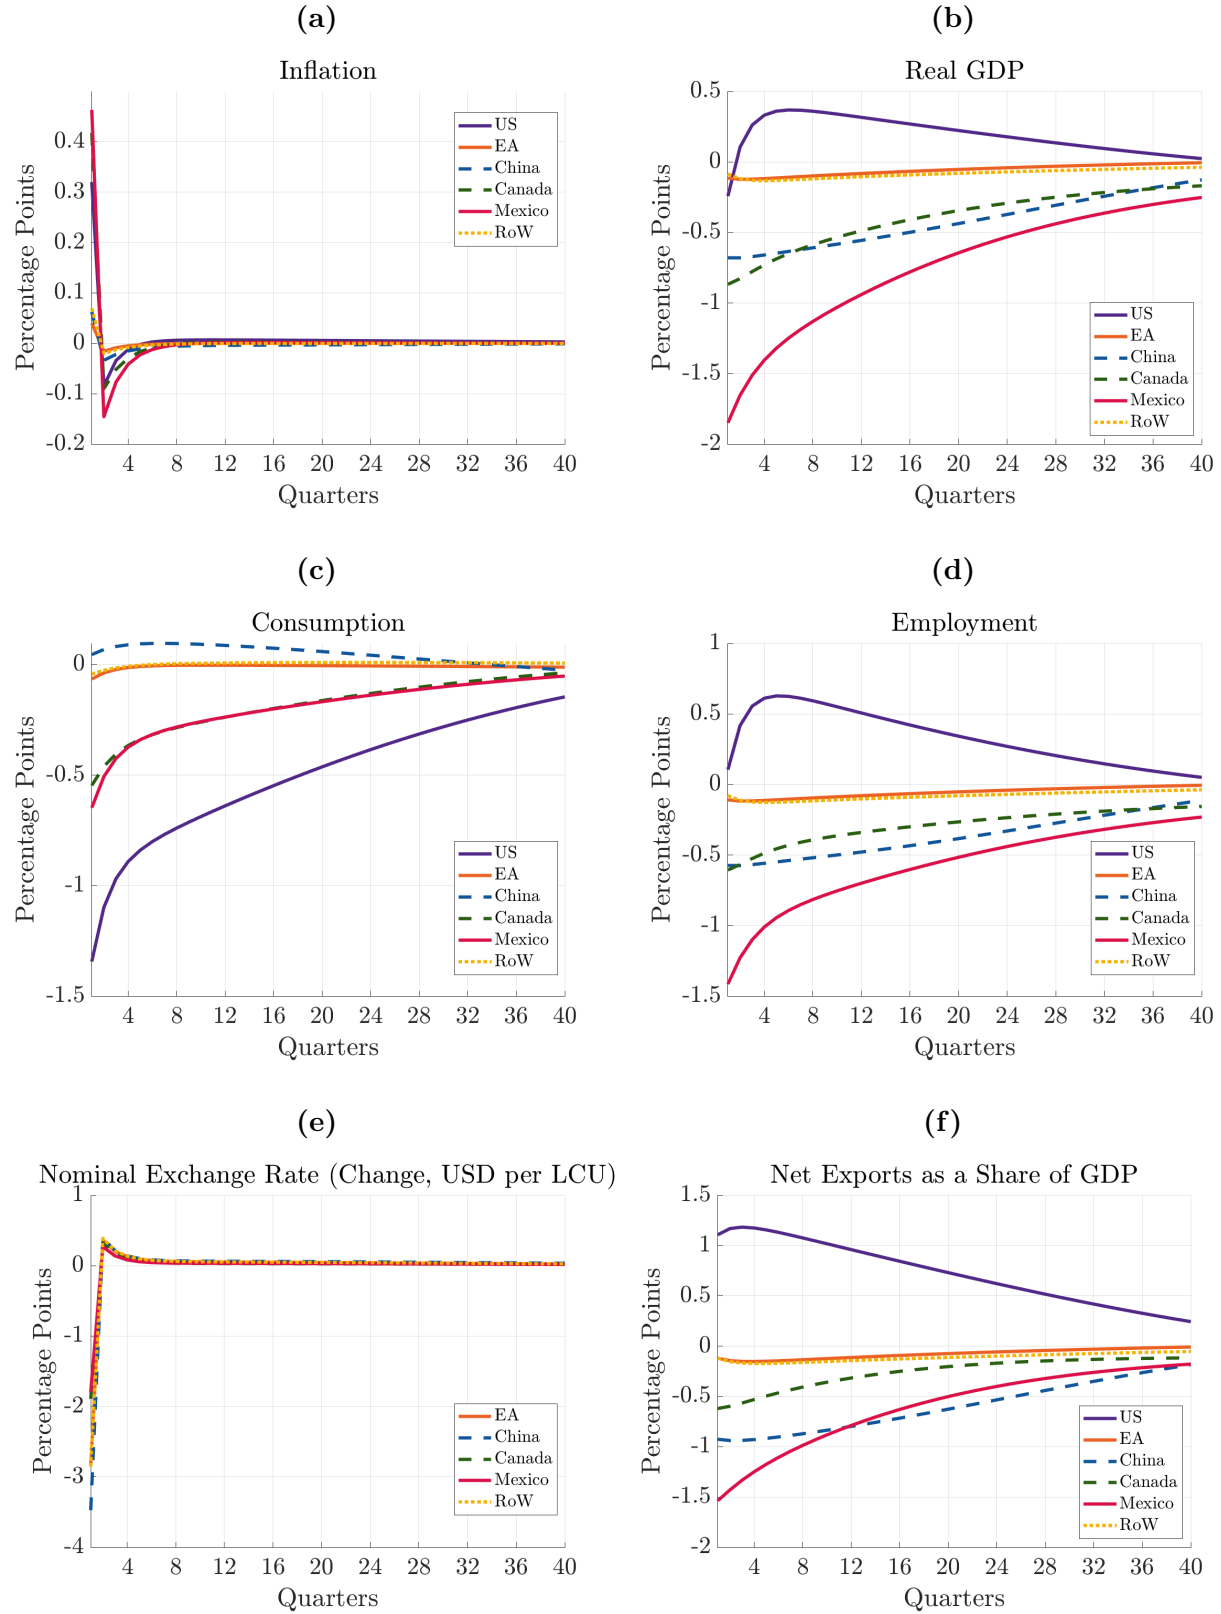 (a)
Inflation
Percentage Points
0.4
0.3
0.2
0.1
0
-0.1
-0.2
4 8 12 16 20 24 28 32 36 40
Quarters
US
EA
China
Canada
Mexico
RoW
(b)
Real GDP
Percentage Points
0.5
0
-0.5
-1
-1.5
-2
4 8 12 16 20 24 28 32 36 40
Quarters
US
EA
China
Canada
Mexico
RoW
(c)
Consumption
Percentage Points
0
-0.5
-1
-1.5
4 8 12 16 20 24 28 32 36 40
Quarters
US
EA
China
Canada
Mexico
RoW
(d)
Employment
Percentage Points
1
0.5
0
-0.5
-1
-1.5
4 8 12 16 20 24 28 32 36 40
Quarters
US
EA
China
Canada
Mexico
RoW
(e)
Nominal Exchange Rate (Change, USD per LCU)
Percentage Points
1
0
-1
-2
-3
-4
4 8 12 16 20 24 28 32 36 40
Quarters
EA
China
Canada
Mexico
RoW
(f)
Net Exports as a Share of GDP
Percentage Points
1.5
1
0.5
0
-0.5
-1
-1.5
-2
4 8 12 16 20 24 28 32 36 40
Quarters
US
EA
China
Canada
Mexico
RoW